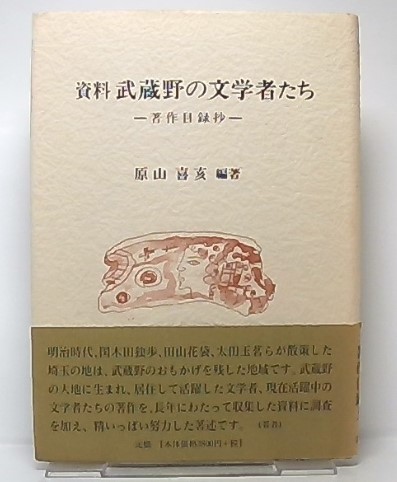 資料 武蔵野の文学者たち
―著作目録抄―
原山喜亥 編著
明治時代、国木田独歩、田山花袋、太田玉茗らが散策した
埼玉の地は、武蔵野のおもかげを残した地域です。武蔵野
の大地に生まれ、居住して活躍した文学者、現在活躍中の
文学者たちの著作を、長年にわたって収集した資料に調査
を加え、精いっぱい努力した著述です。 (著者)
定価 [本体価格3800円+税]